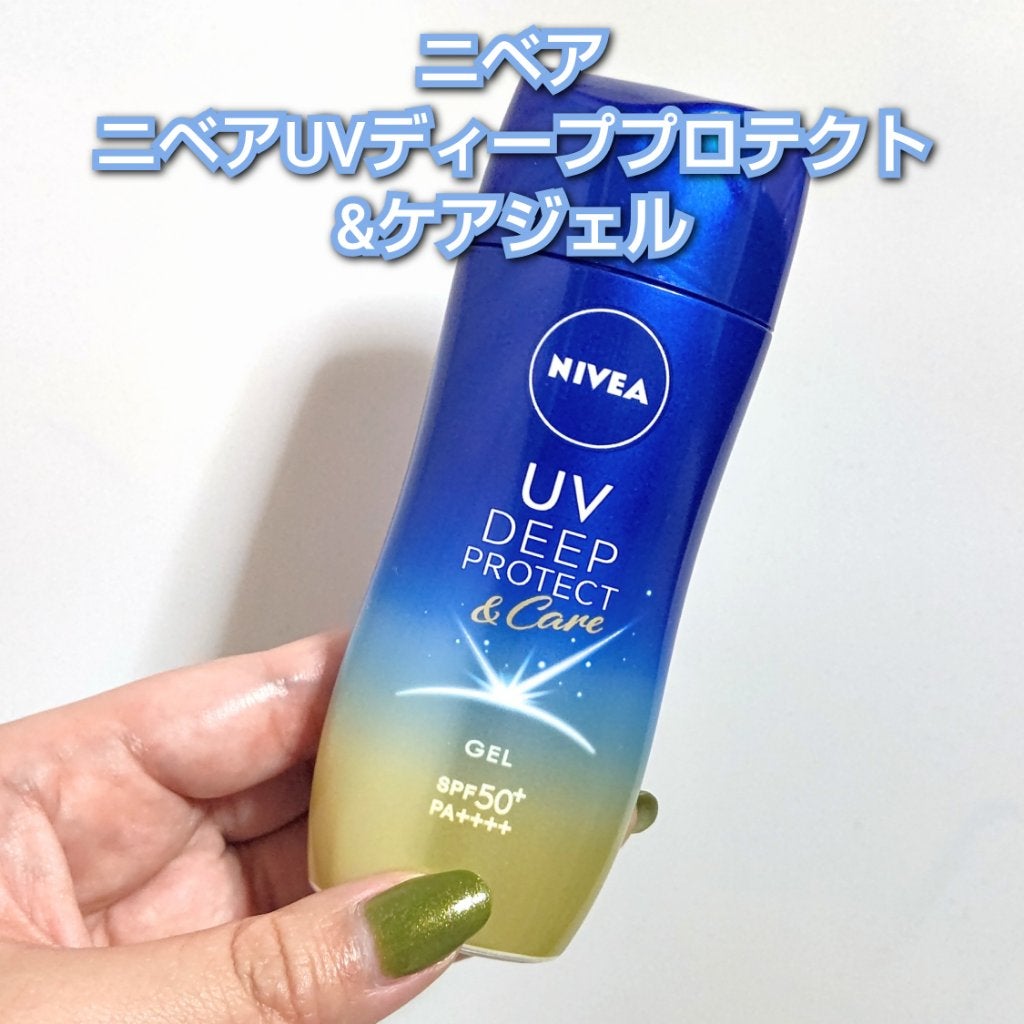 ニベア
ニベアUVディーププロテクト
&ケアジェル
NIVEA
UV
DEEP
PROTECT
& Care
GEL
SPF50+
PA++++